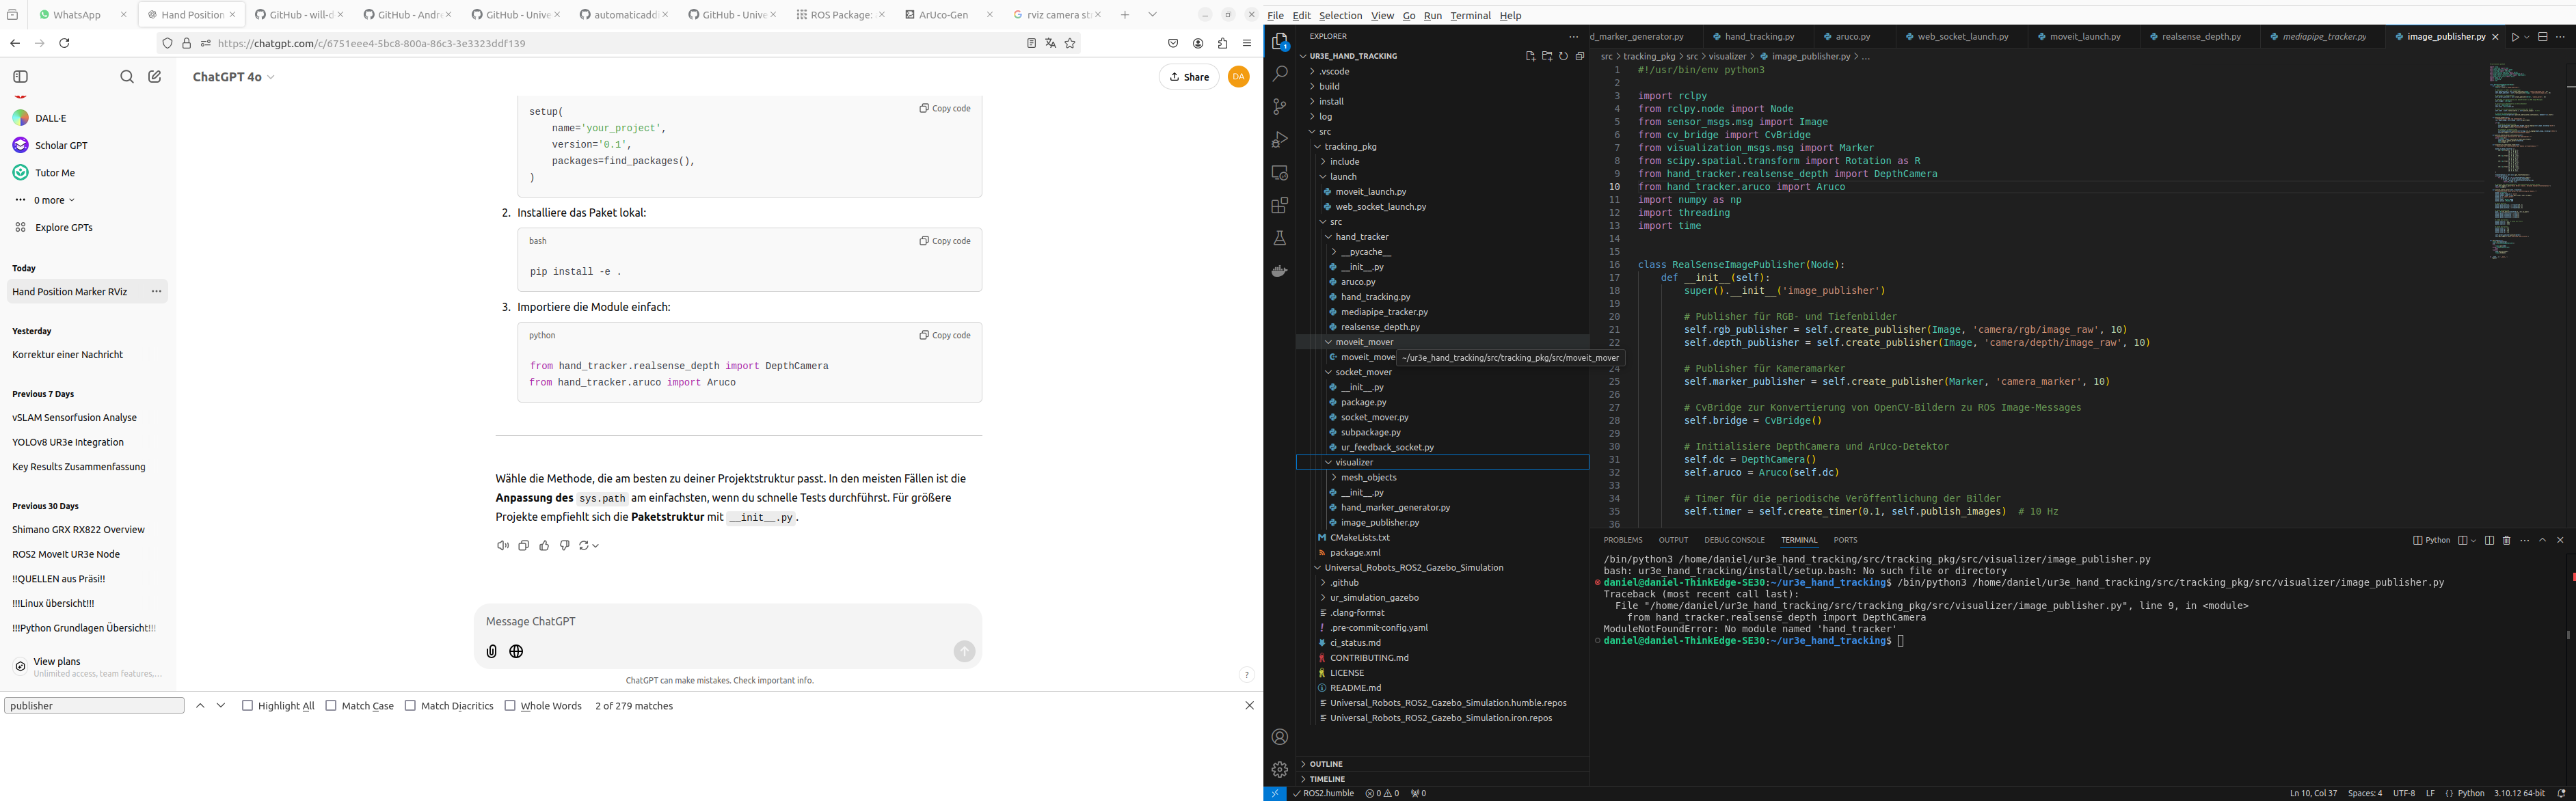 WhatsApp
Hand Position
GitHub - will-d
GitHub - Andre
GitHub - Unive
automaticadd
GitHub - Unive
ROS Package:
ArUco-Gen
rviz camera st
https://chatgpt.com/c/6751eee4-5bc8-800a-86c3-3e3323ddf139
ChatGPT 4o
Share
DA
DALL·E
Scholar GPT
Tutor Me
0 more
Explore GPTs
Today
Hand Position Marker RViz
Yesterday
Korrektur einer Nachricht
Previous 7 Days
vSLAM Sensorfusion Analyse
YOLOv8 UR3e Integration
Key Results Zusammenfassung
Previous 30 Days
Shimano GRX RX822 Overview
ROS2 MoveIt UR3e Node
!!QUELLEN aus Präsi!!
!!!Linux übersicht!!!
!!!Python Grundlagen Übersicht!!!
View plans
Unlimited access, team features,...
Copy code
setup(
name='your_project',
version='0.1',
packages=find_packages(),
)
2. Installiere das Paket lokal:
bash
Copy code
pip install -e .
3. Importiere die Module einfach:
python
Copy code
from hand_tracker.realsense_depth import DepthCamera
from hand_tracker.aruco import Aruco
Wähle die Methode, die am besten zu deiner Projektstruktur passt. In den meisten Fällen ist die
Anpassung des sys.path am einfachsten, wenn du schnelle Tests durchführst. Für größere
Projekte empfiehlt sich die Paketstruktur mit __init__.py.
Message ChatGPT
ChatGPT can make mistakes. Check important info.
?
publisher
Highlight All
Match Case
Match Diacritics
Whole Words
2 of 279 matches
File Edit Selection View Go Run Terminal Help
EXPLORER
UR3E_HAND_TRACKING
.vscode
build
install
log
src
tracking_pkg
include
launch
moveit_launch.py
web_socket_launch.py
src
hand_tracker
__pycache__
__init__.py
aruco.py
hand_tracking.py
mediapipe_tracker.py
realsense_depth.py
moveit_mover
moveit_move
~/ur3e_hand_tracking/src/tracking_pkg/src/moveit_mover
socket_mover
__init__.py
package.py
socket_mover.py
subpackage.py
ur_feedback_socket.py
visualizer
mesh_objects
__init__.py
hand_marker_generator.py
image_publisher.py
CMakeLists.txt
package.xml
Universal_Robots_ROS2_Gazebo_Simulation
.github
ur_simulation_gazebo
.clang-format
.pre-commit-config.yaml
ci_status.md
CONTRIBUTING.md
LICENSE
README.md
Universal_Robots_ROS2_Gazebo_Simulation.humble.repos
Universal_Robots_ROS2_Gazebo_Simulation.iron.repos
OUTLINE
TIMELINE
d_marker_generator.py
hand_tracking.py
aruco.py
web_socket_launch.py
moveit_launch.py
realsense_depth.py
mediapipe_tracker.py
image_publisher.py
src > tracking_pkg > src > visualizer > image_publisher.py > ...
1 #!/usr/bin/env python3
2
3 import rclpy
4 from rclpy.node import Node
5 from sensor_msgs.msg import Image
6 from cv_bridge import CvBridge
7 from visualization_msgs.msg import Marker
8 from scipy.spatial.transform import Rotation as R
9 from hand_tracker.realsense_depth import DepthCamera
10 from hand_tracker.aruco import Aruco
11 import numpy as np
12 import threading
13 import time
14
15
16 class RealSenseImagePublisher(Node):
17 def __init__(self):
18 super().__init__('image_publisher')
19
20 # Publisher für RGB- und Tiefenbilder
21 self.rgb_publisher = self.create_publisher(Image, 'camera/rgb/image_raw', 10)
22 self.depth_publisher = self.create_publisher(Image, 'camera/depth/image_raw', 10)
24 # Publisher für Kameramarker
25 self.marker_publisher = self.create_publisher(Marker, 'camera_marker', 10)
26
27 # CvBridge zur Konvertierung von OpenCV-Bildern zu ROS Image-Messages
28 self.bridge = CvBridge()
29
30 # Initialisiere DepthCamera und ArUco-Detektor
31 self.dc = DepthCamera()
32 self.aruco = Aruco(self.dc)
33
34 # Timer für die periodische Veröffentlichung der Bilder
35 self.timer = self.create_timer(0.1, self.publish_images) # 10 Hz
36
PROBLEMS OUTPUT DEBUG CONSOLE TERMINAL PORTS
Python
/bin/python3 /home/daniel/ur3e_hand_tracking/src/tracking_pkg/src/visualizer/image_publisher.py
bash: ur3e_hand_tracking/install/setup.bash: No such file or directory
daniel@daniel-ThinkEdge-SE30:~/ur3e_hand_tracking$ /bin/python3 /home/daniel/ur3e_hand_tracking/src/tracking_pkg/src/visualizer/image_publisher.py
Traceback (most recent call last):
File "/home/daniel/ur3e_hand_tracking/src/tracking_pkg/src/visualizer/image_publisher.py", line 9, in <module>
from hand_tracker.realsense_depth import DepthCamera
ModuleNotFoundError: No module named 'hand_tracker'
daniel@daniel-ThinkEdge-SE30:~/ur3e_hand_tracking$
ROS2.humble
0 0
0
Ln 10, Col 37
Spaces: 4
UTF-8
LF
Python
3.10.12 64-bit